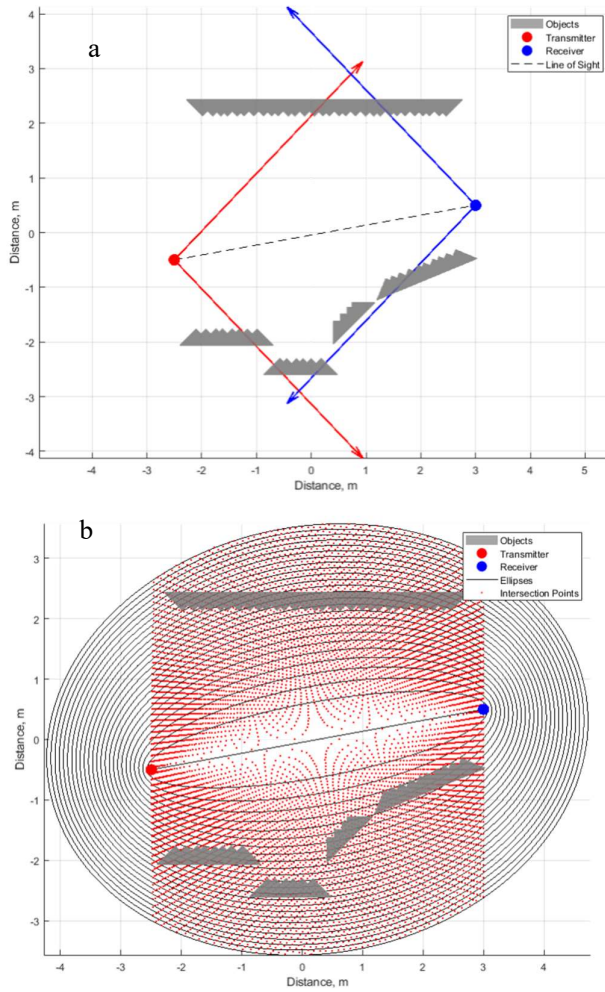 a
Objects
Transmitter
Receiver
Line of Sight
4
3
2
1
0
-1
-2
-3
-4
Distance, m
-4 -3 -2 -1 0 1 2 3 4 5
Distance, m
b
Objects
Transmitter
Receiver
Ellipses
Intersection Points
3
2
1
0
-1
-2
-3
Distance, m
-4 -3 -2 -1 0 1 2 3 4
Distance, m